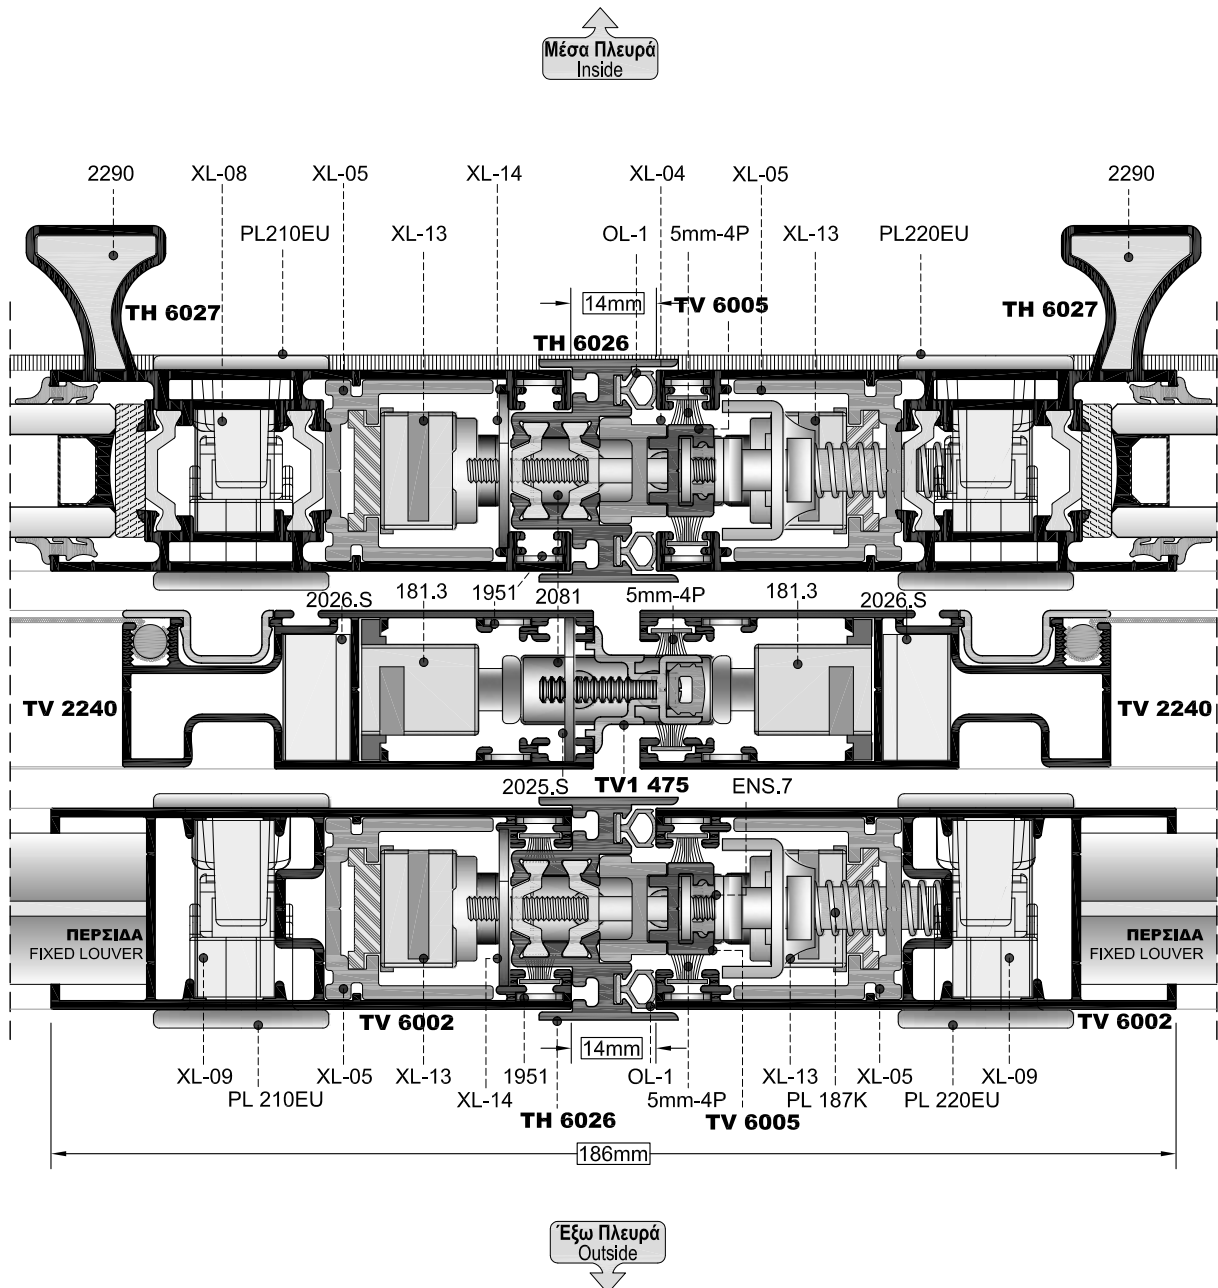 Μέσα Πλευρά
Inside
2290
XL-08
XL-05
XL-14
XL-04
XL-05
2290
PL210EU
XL-13
OL-1
5mm-4P
XL-13
PL220EU
TH 6027
14mm
TV 6005
TH 6027
TH 6026
2026.S
181.3
1951
2081
5mm-4P
181.3
2026.S
TV 2240
TV 2240
2025.S
TV1 475
ENS.7
ΠΕΡΣΙΔΑ
FIXED LOUVER
ΠΕΡΣΙΔΑ
FIXED LOUVER
TV 6002
TV 6002
14mm
XL-09
XL-05
XL-13
1951
OL-1
XL-13
XL-05
XL-09
PL 210EU
XL-14
5mm-4P
PL 187K
PL 220EU
TH 6026
TV 6005
186mm
Έξω Πλευρά
Outside